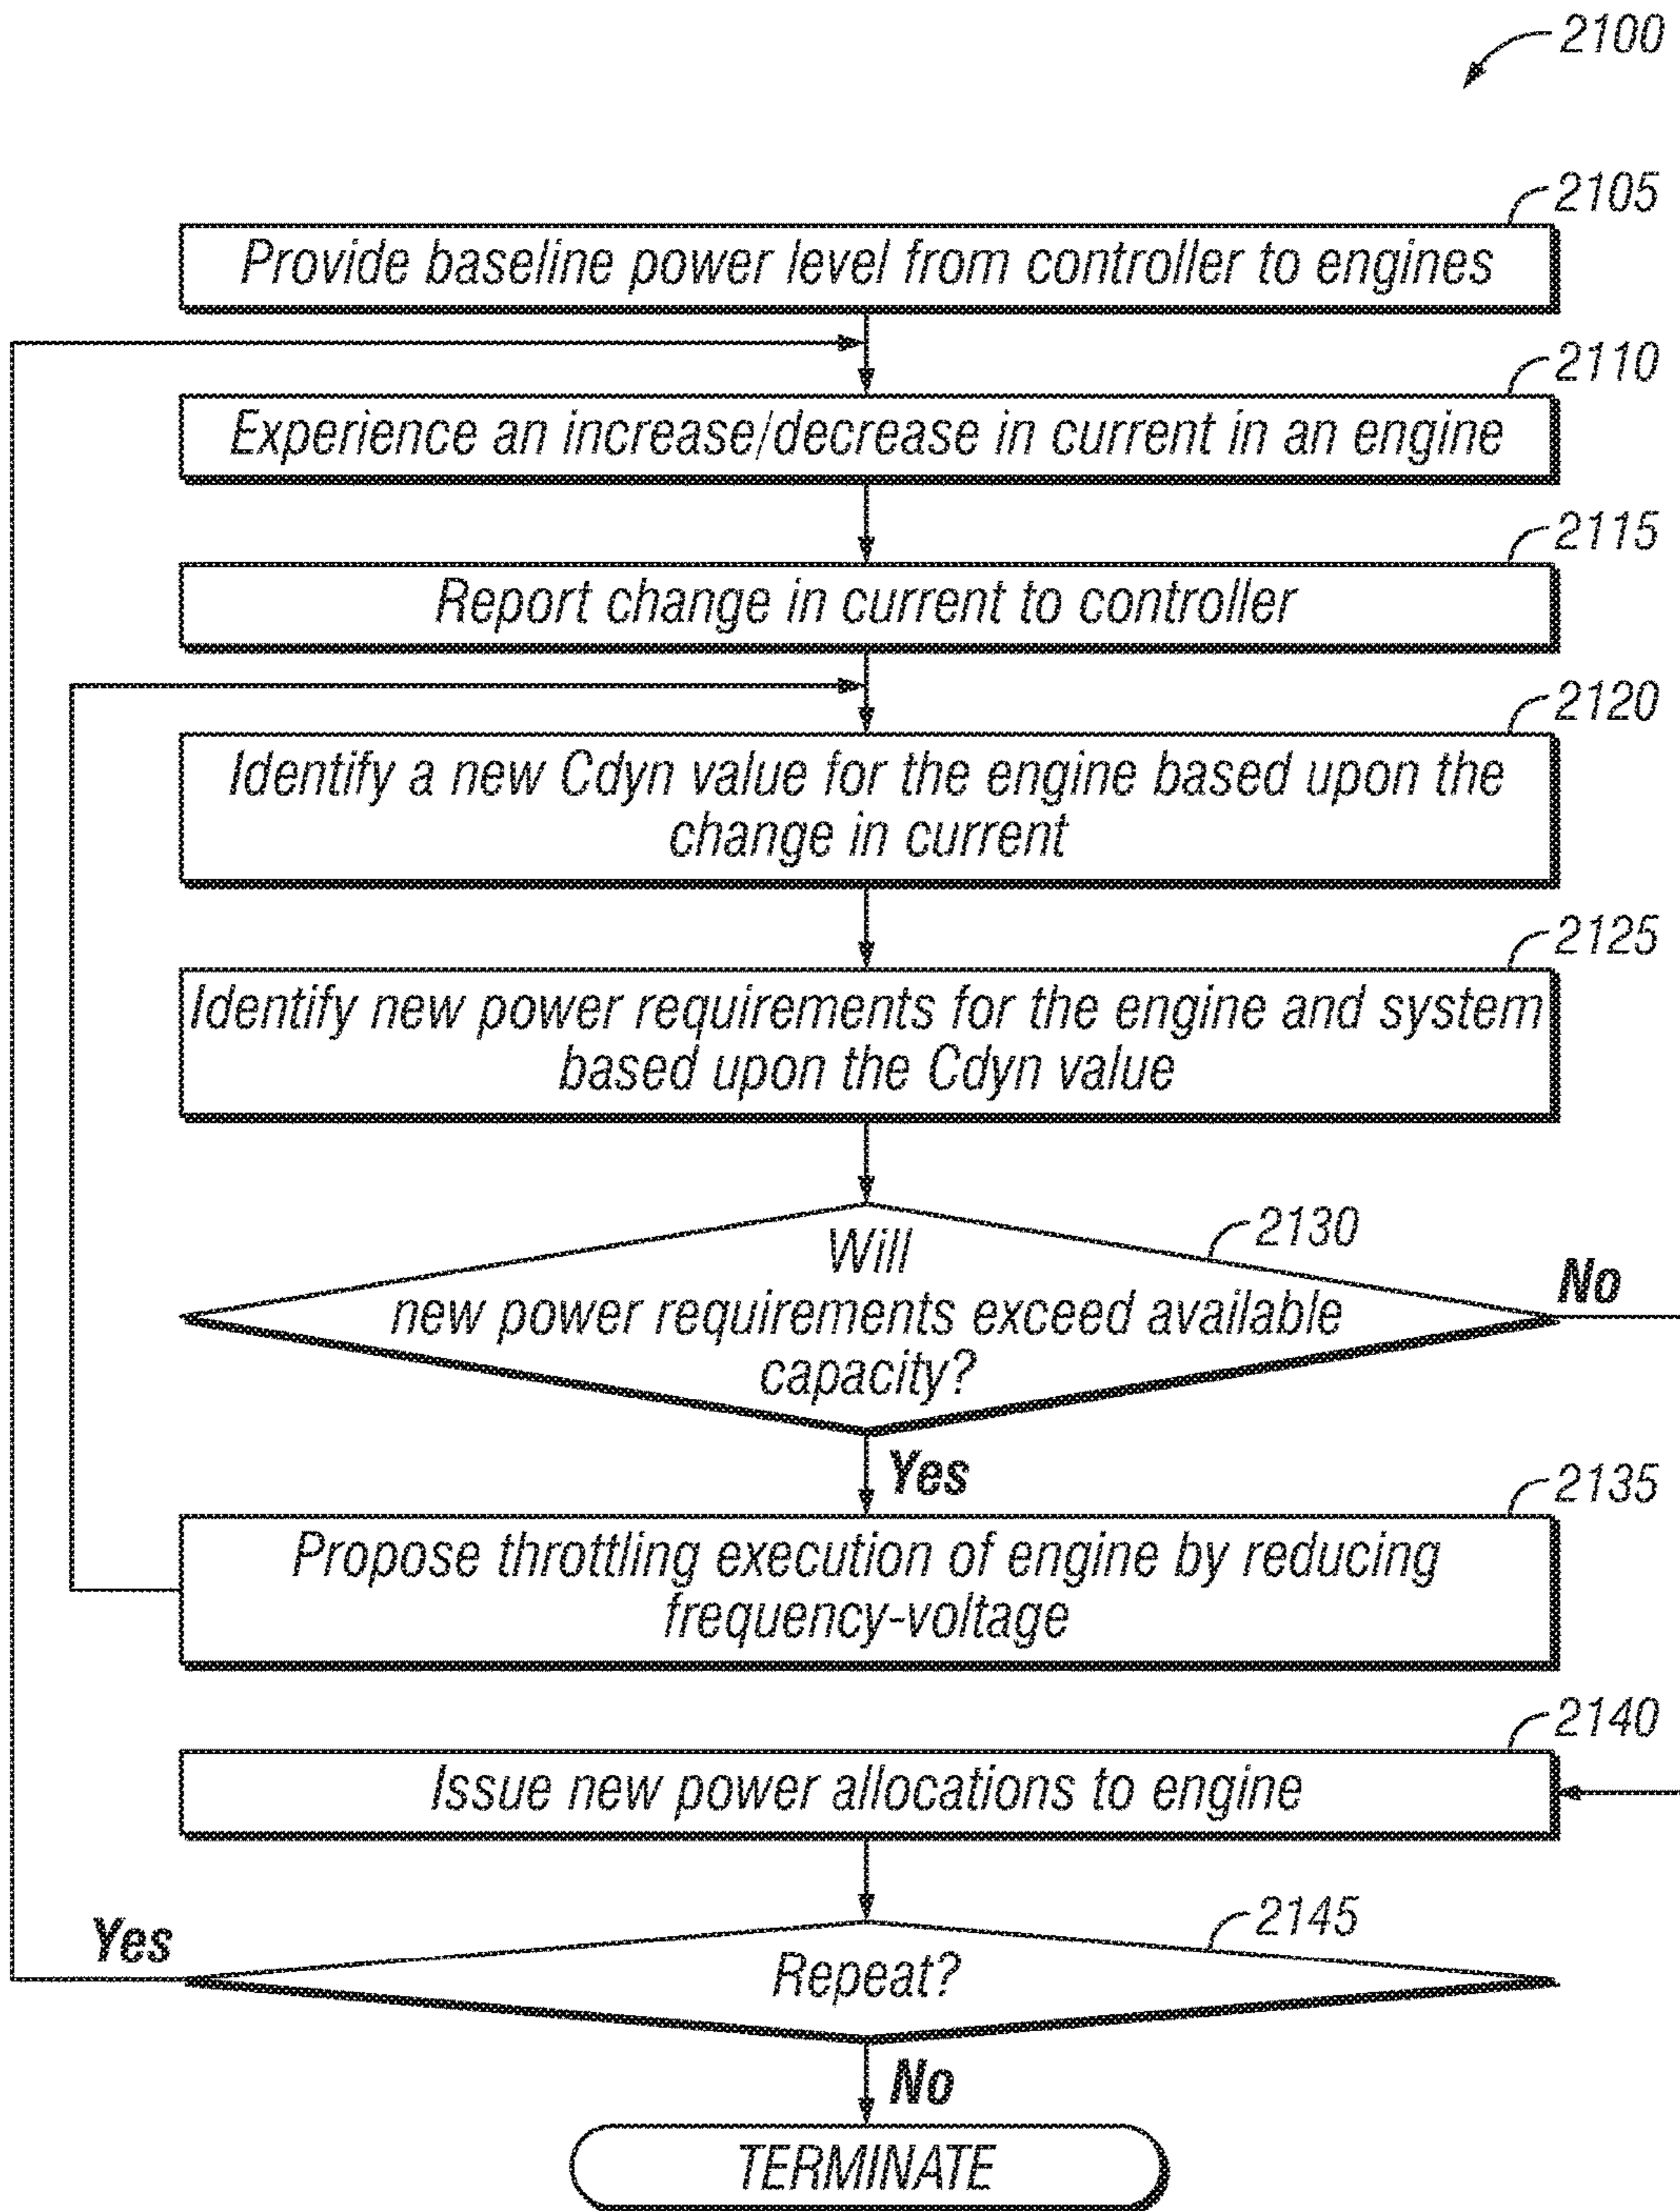 2100
2105
Provide baseline power level from controller to engines
2110
Experience an increase/decrease in current in an engine
2115
Report change in current to controller
2120
Identify a new Cdyn value for the engine based upon the
change in current
2125
Identify new power requirements for the engine and system
based upon the Cdyn value
2130
Will
new power requirements exceed available
capacity?
No
Yes
2135
Propose throttling execution of engine by reducing
frequency-voltage
2140
Issue new power allocations to engine
2145
Yes
Repeat?
No
TERMINATE